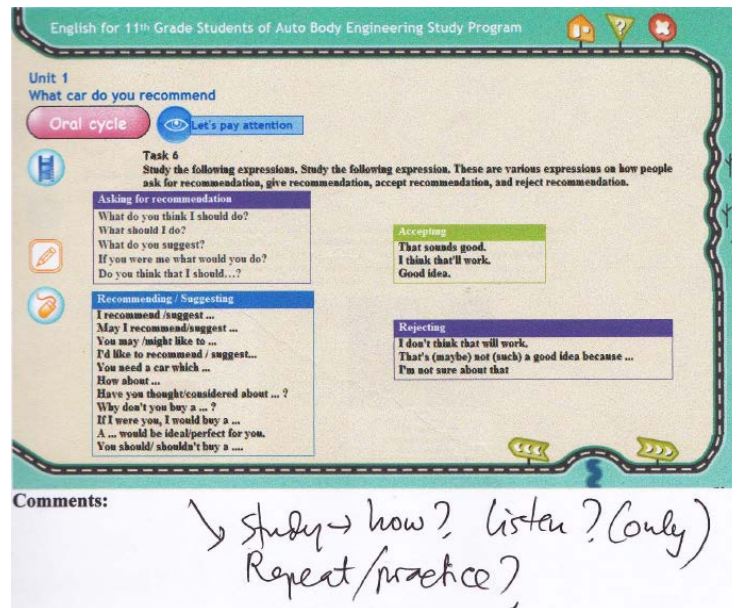 English for 11th Grade Students of Auto Body Engineering Study Program
Unit 1
What car do you recommend
Oral cycle
Let's pay attention
Task 6
Study the following expressions. Study the following expression. These are various expressions on how people
ask for recommendation, give recommendation, accept recommendation, and reject recommendation.
Asking for recommendation
What do you think I should do?
What should I do?
What do you suggest?
If you were me what would you do?
Do you think that I should...?
Recommending / Suggesting
I recommend /suggest ...
May I recommend/suggest ...
You may /might like to ...
I'd like to recommend / suggest...
You need a car which ...
How about ...
Have you thought/considered about ... ?
Why don't you buy a ... ?
If I were you, I would buy a ...
A ... would be ideal/perfect for you.
You should/ shouldn't buy a ....
Accepting
That sounds good.
I think that'll work.
Good idea.
Rejecting
I don't think that will work.
That's (maybe) not (such) a good idea because ...
I'm not sure about that
Comments:
study → how? listen? (only)
Repeat/practice?